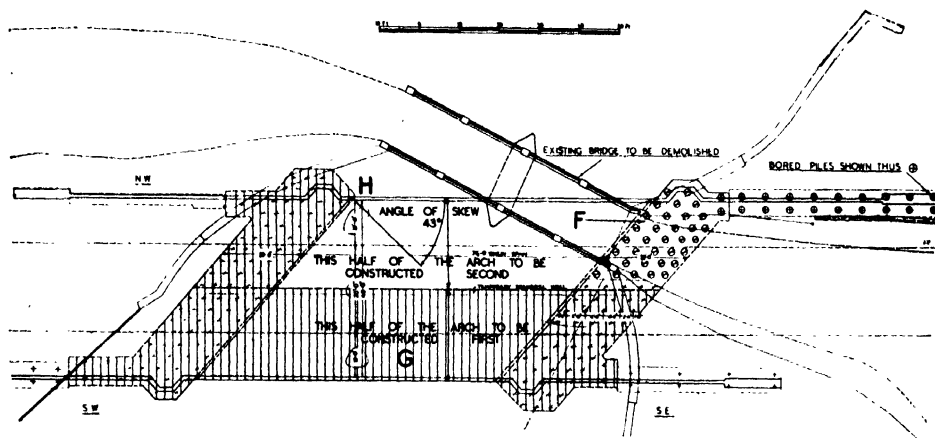 EXISTING BRIDGE TO BE DEMOLISHED
BORED PILES SHOWN THUS
NW
H
ANGLE OF SKEW
43°
F
THIS HALF OF THE ARCH TO BE
CONSTRUCTED SECOND
THIS HALF OF THE ARCH TO BE
CONSTRUCTED FIRST
G
SW
SE